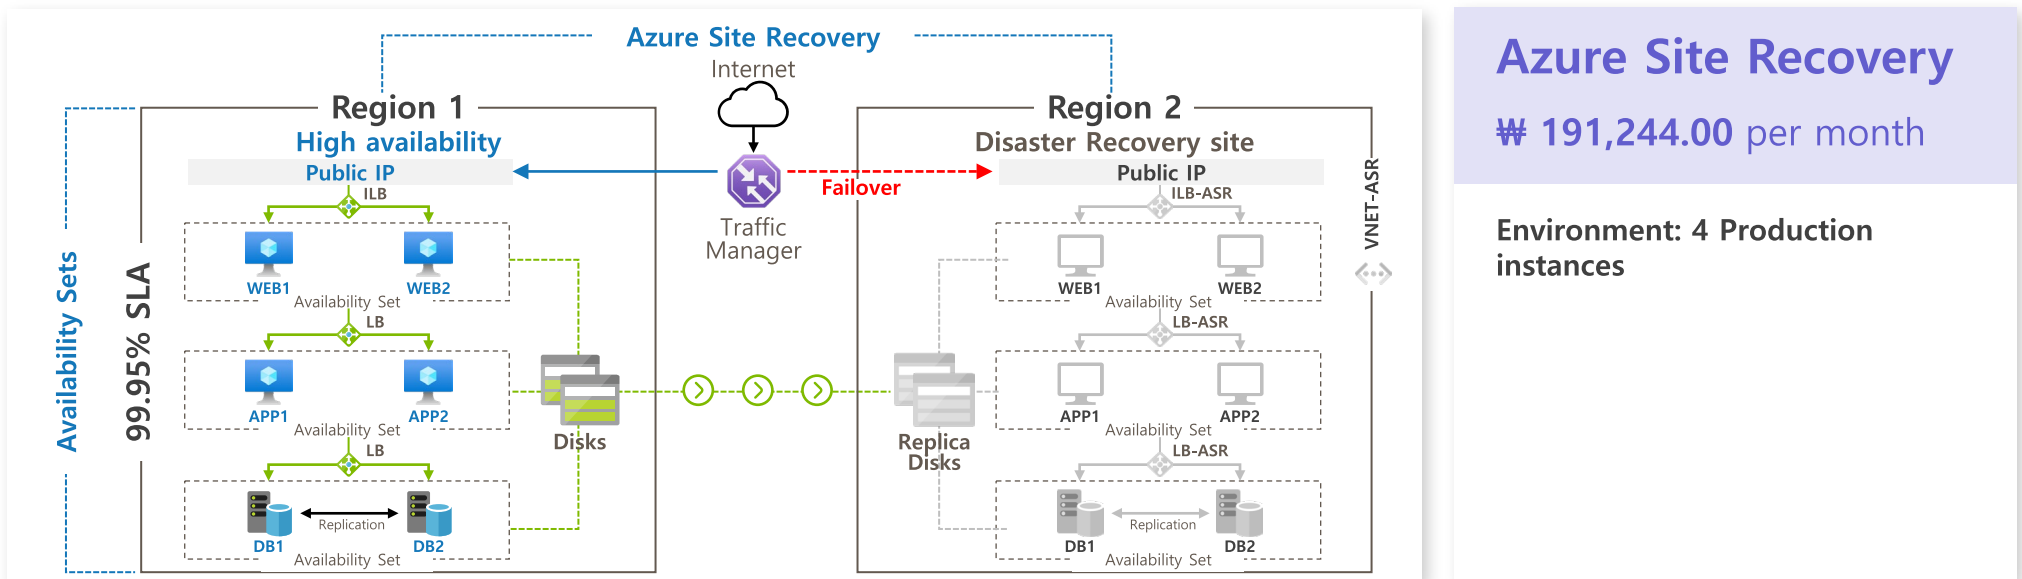 Azure Site Recovery
Internet
Region 1
High availability
Public IP
ILB
WEB1
WEB2
Availability Set
LB
APP1
APP2
Availability Set
LB
Replication
DB1
DB2
Availability Set
Availability Sets
99.95% SLA
Disks
Failover
Traffic
Manager
Region 2
Disaster Recovery site
Public IP
ILB-ASR
WEB1
WEB2
Availability Set
LB-ASR
APP1
APP2
Availability Set
LB-ASR
Replication
DB1
DB2
Availability Set
Replica
Disks
VNET-ASR
Azure Site Recovery
₩ 191,244.00 per month
Environment: 4 Production
instances